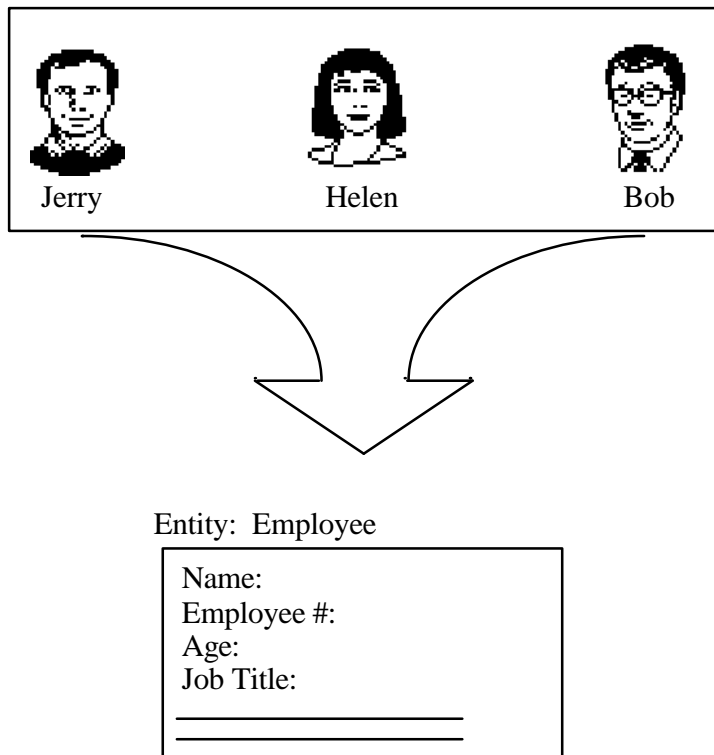 Jerry Helen Bob
Entity: Employee
Name:
Employee #:
Age:
Job Title: